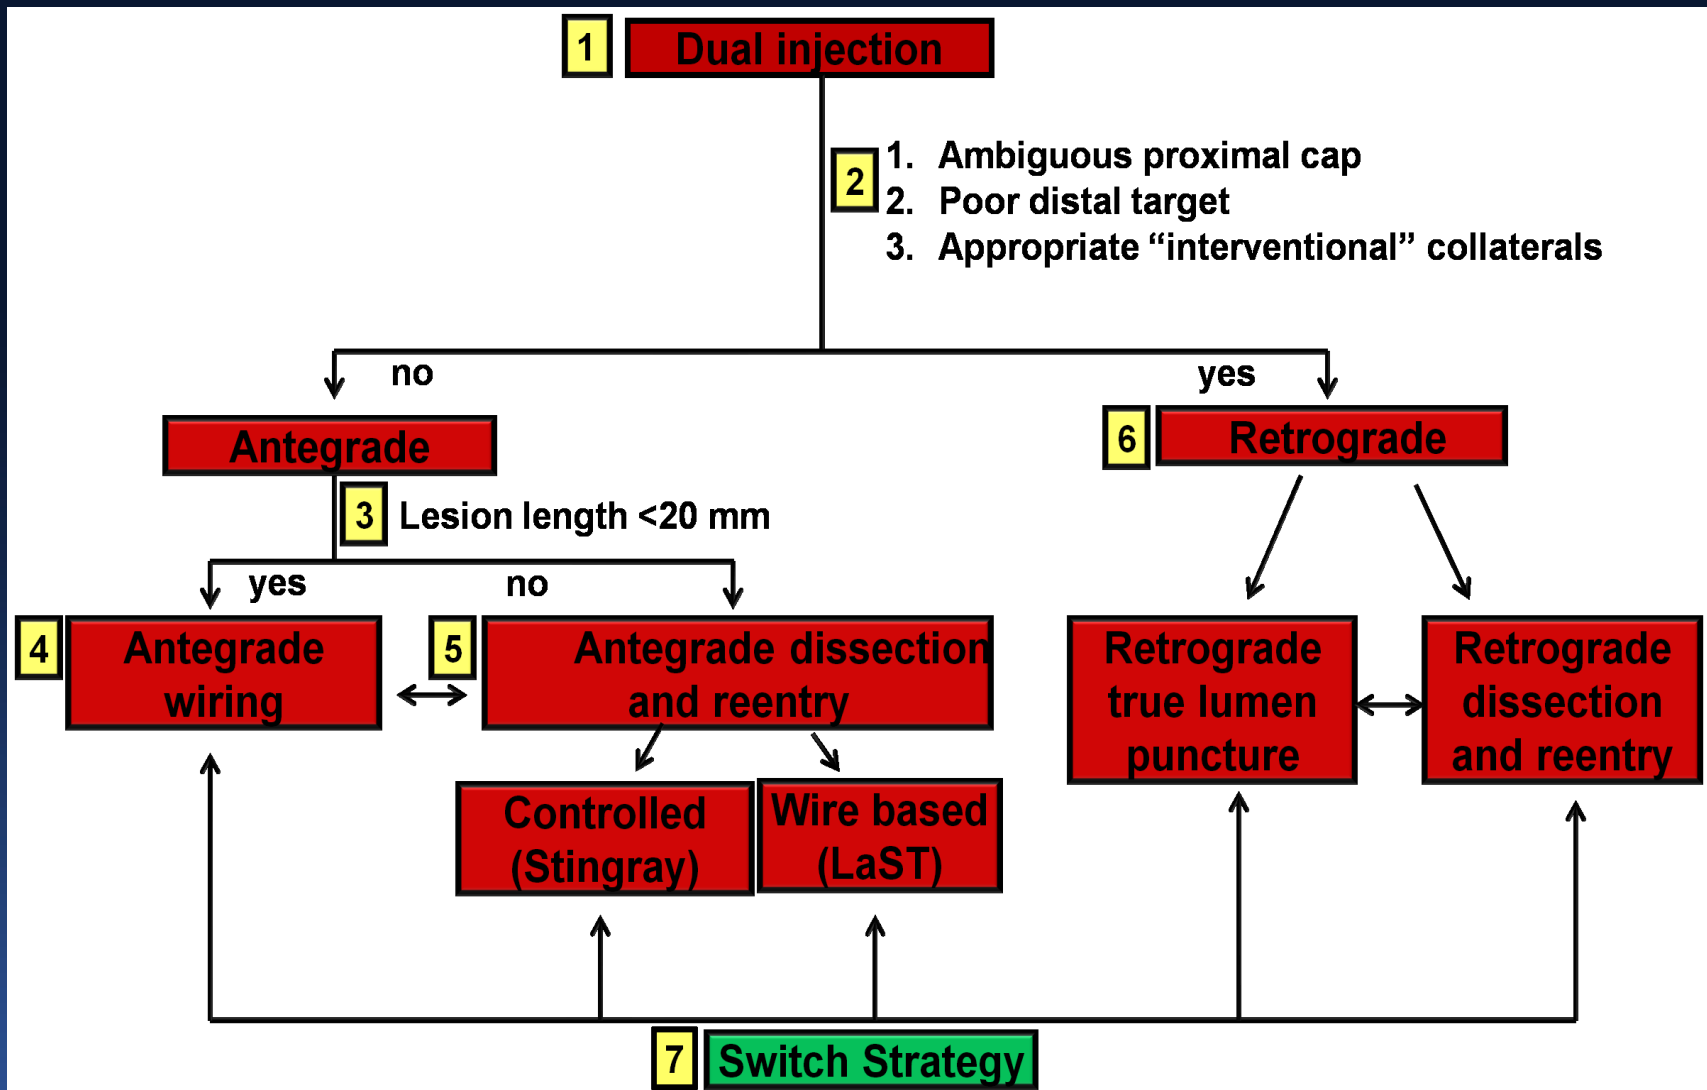 1 Dual injection
2
1. Ambiguous proximal cap
2. Poor distal target
3. Appropriate “interventional” collaterals
no
yes
Antegrade
6 Retrograde
3 Lesion length <20 mm
yes
no
4 Antegrade
wiring
5 Antegrade dissection
and reentry
Retrograde
true lumen
puncture
Retrograde
dissection
and reentry
Controlled
(Stingray)
Wire based
(LaST)
7 Switch Strategy